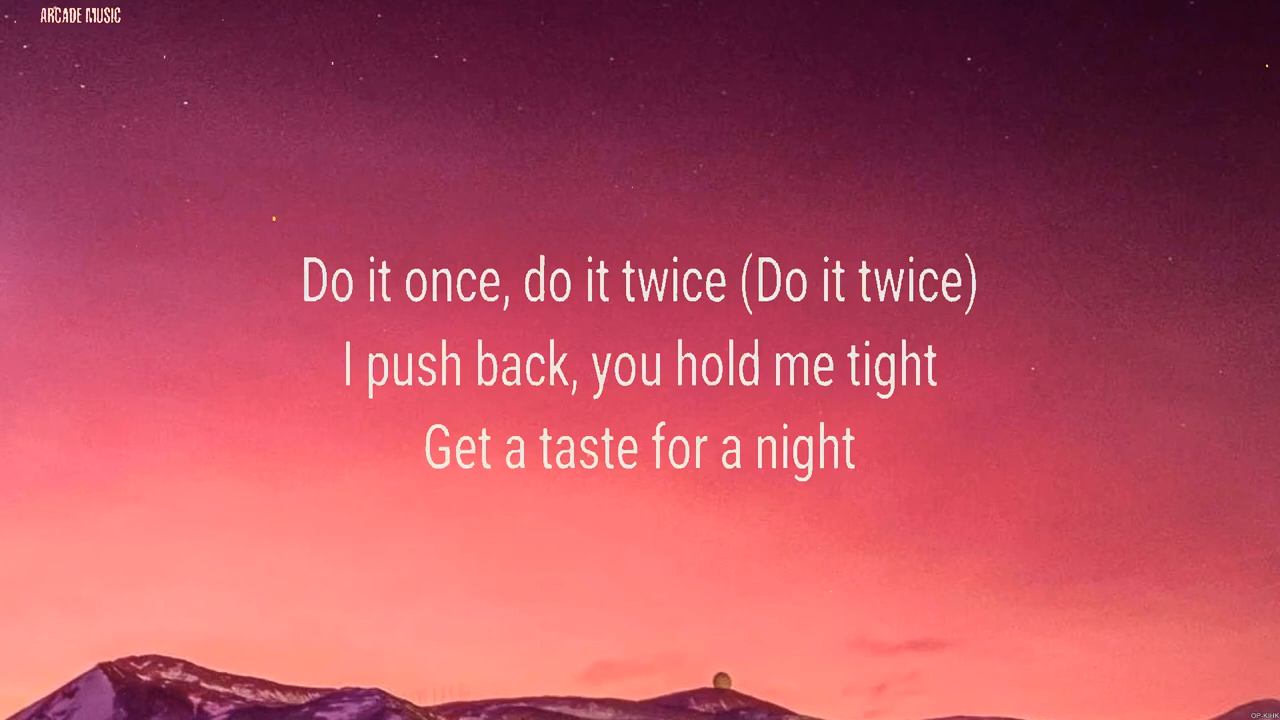 ARCADE MUSIC
Do it once, do it twice (Do it twice)
I push back, you hold me tight
Get a taste for a night